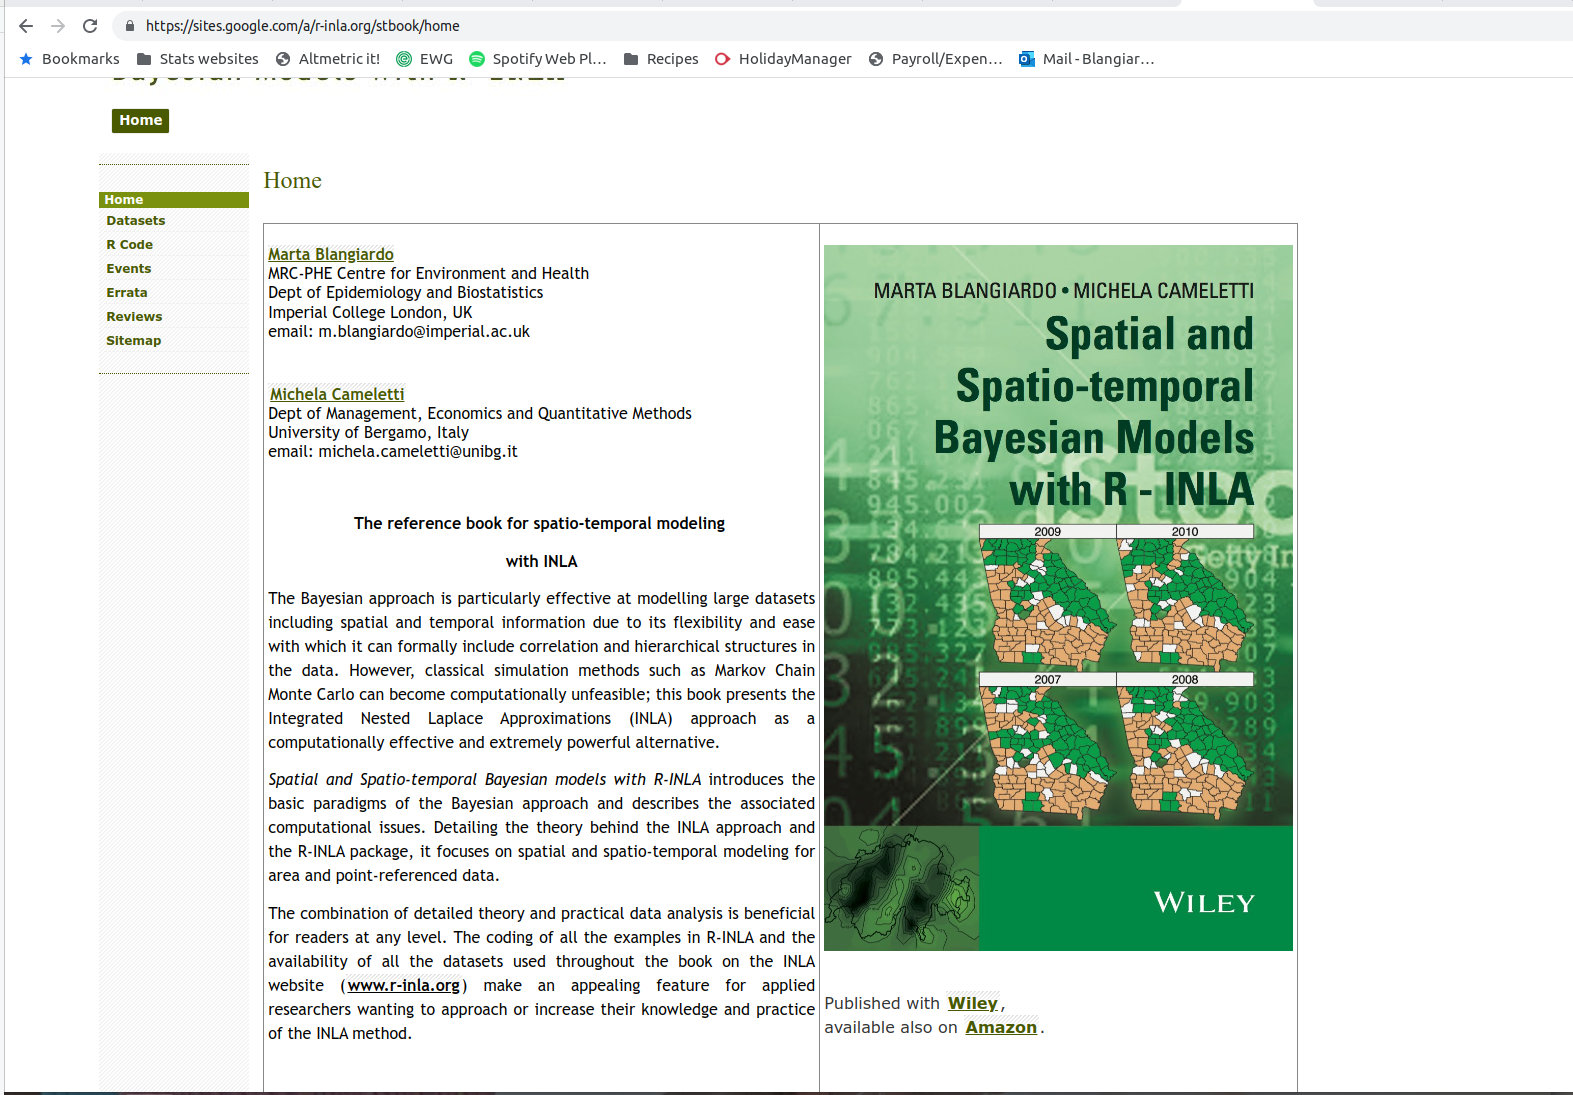 https://sites.google.com/a/r-inla.org/stbook/home
Bookmarks Stats websites Altmetric it! EWG Spotify Web Pl... Recipes HolidayManager Payroll/Expen... Mail - Blangiar...
Bayesian Models with R-INLA
Home
Home
Datasets
R Code
Events
Errata
Reviews
Sitemap
Home
Marta Blangiardo
MRC-PHE Centre for Environment and Health
Dept of Epidemiology and Biostatistics
Imperial College London, UK
email: m.blangiardo@imperial.ac.uk
Michela Cameletti
Dept of Management, Economics and Quantitative Methods
University of Bergamo, Italy
email: michela.cameletti@unibg.it
The reference book for spatio-temporal modeling
with INLA
The Bayesian approach is particularly effective at modelling large datasets
including spatial and temporal information due to its flexibility and ease
with which it can formally include correlation and hierarchical structures in
the data. However, classical simulation methods such as Markov Chain
Monte Carlo can become computationally unfeasible; this book presents the
Integrated Nested Laplace Approximations (INLA) approach as a
computationally effective and extremely powerful alternative.
Spatial and Spatio-temporal Bayesian models with R-INLA introduces the
basic paradigms of the Bayesian approach and describes the associated
computational issues. Detailing the theory behind the INLA approach and
the R-INLA package, it focuses on spatial and spatio-temporal modeling for
area and point-referenced data.
The combination of detailed theory and practical data analysis is beneficial
for readers at any level. The coding of all the examples in R-INLA and the
availability of all the datasets used throughout the book on the INLA
website (www.r-inla.org) make an appealing feature for applied
researchers wanting to approach or increase their knowledge and practice
of the INLA method.
MARTA BLANGIARDO • MICHELA CAMELETTI
Spatial and
Spatio-temporal
Bayesian Models
with R - INLA
2009 2010
2007 2008
WILEY
Published with Wiley,
available also on Amazon.